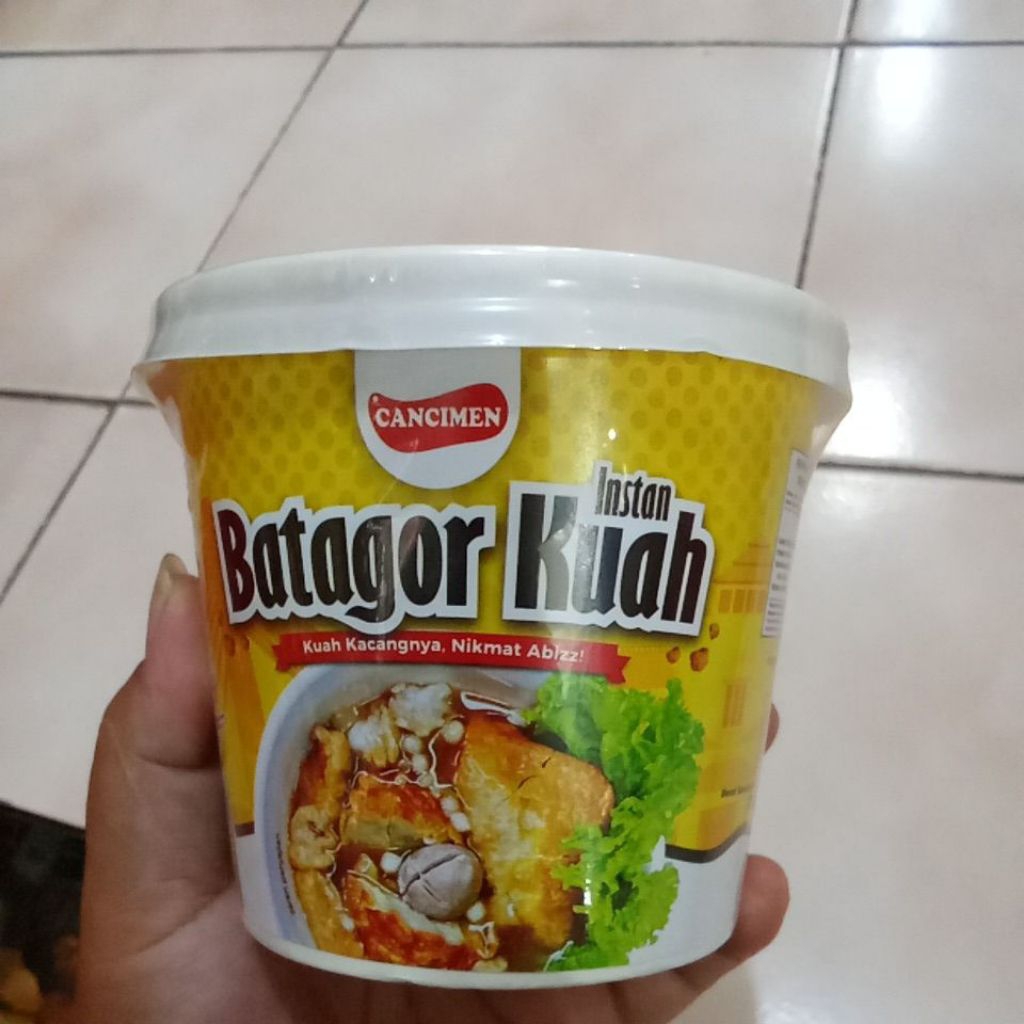 CANCIMEN
Instan
Batagor Kuah
Kuah Kacangnya, Nikmat Abizz!